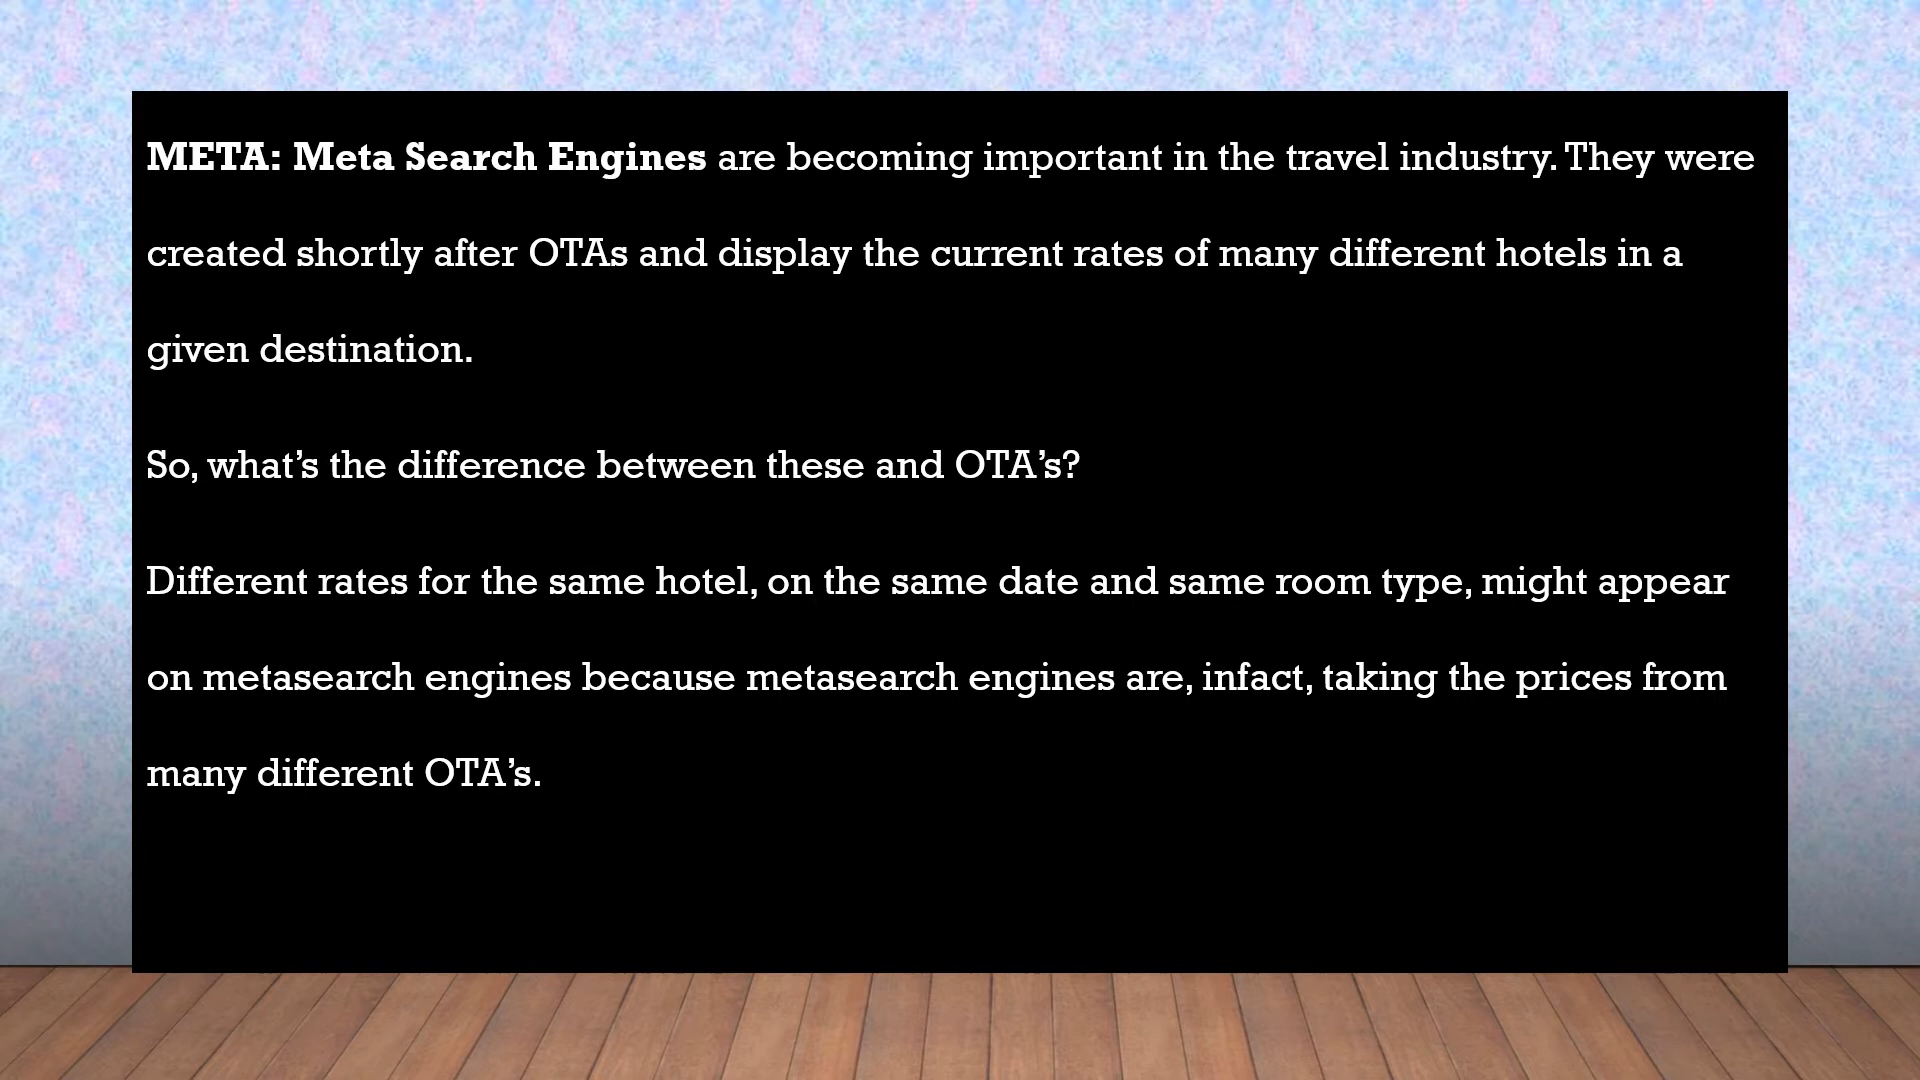 META: Meta Search Engines are becoming important in the travel industry. They were
created shortly after OTAs and display the current rates of many different hotels in a
given destination.
So, what’s the difference between these and OTA’s?
Different rates for the same hotel, on the same date and same room type, might appear
on metasearch engines because metasearch engines are, infact, taking the prices from
many different OTA’s.